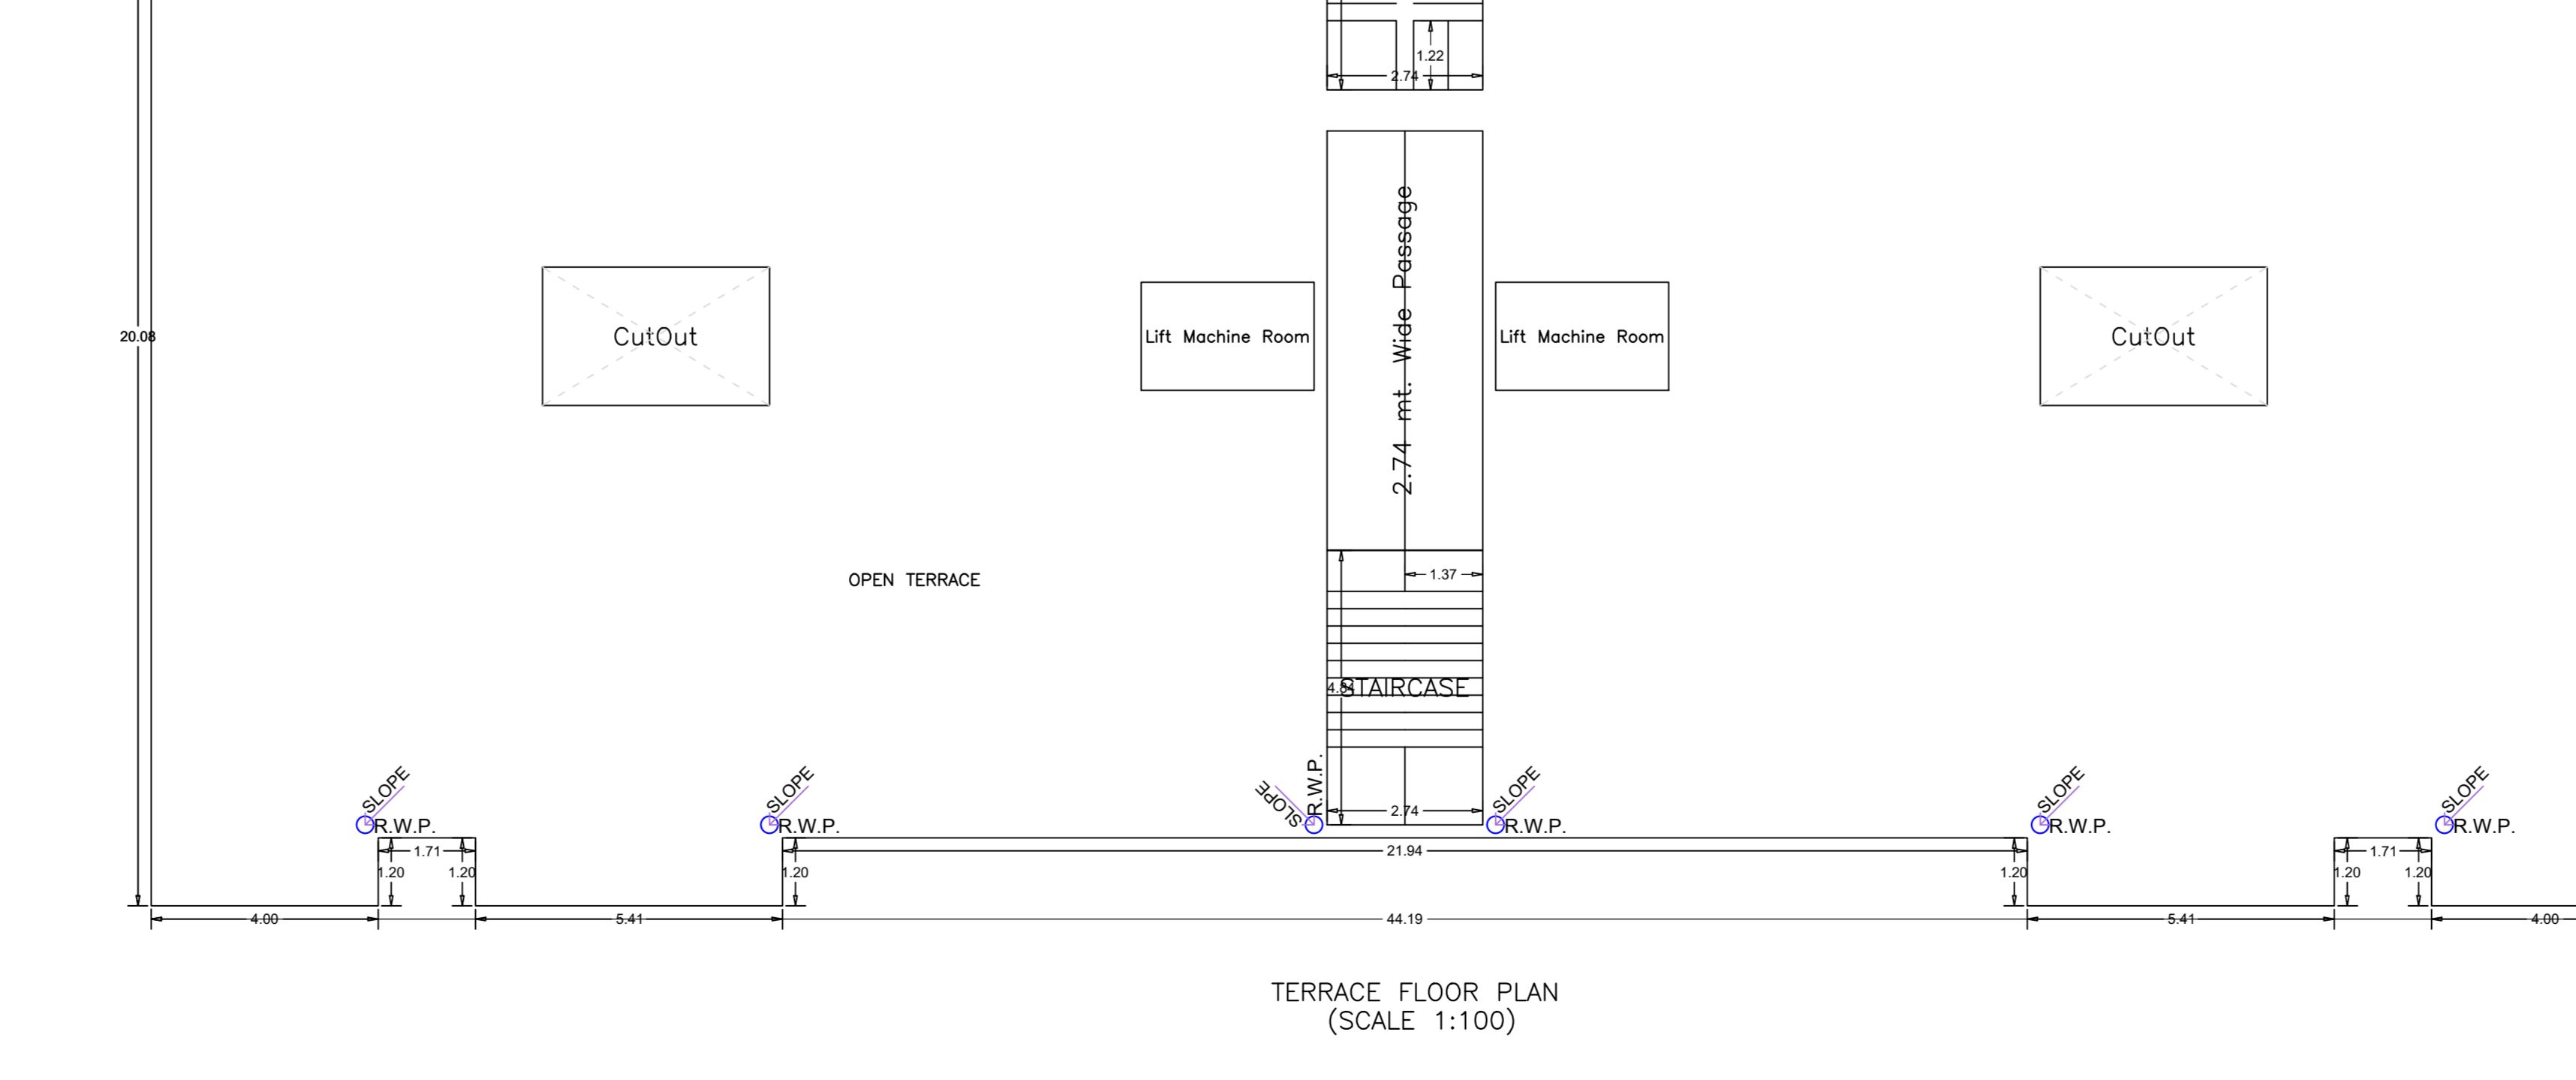 1.22
2.74
2.74 mt. Wide Passage
20.08
CutOut
Lift Machine Room
Lift Machine Room
CutOut
1.37
OPEN TERRACE
4.84
STAIRCASE
SLOPE
R.W.P.
SLOPE
R.W.P.
SLOPE
R.W.P.
2.74
SLOPE
R.W.P.
SLOPE
R.W.P.
SLOPE
R.W.P.
1.71
21.94
1.71
1.20
1.20
1.20
1.20
1.20
1.20
4.00
5.41
44.19
5.41
4.00
TERRACE FLOOR PLAN
(SCALE 1:100)